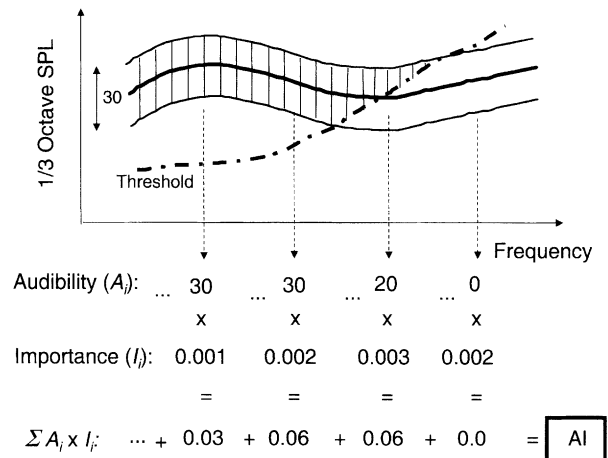 1/3 Octave SPL
30
Threshold
Frequency
Audibility (Ai): ... 30 ... 30 ... 20 ... 0
x x x x
Importance (Ii): 0.001 0.002 0.003 0.002
= = = =
Σ Ai x Ii: ... + 0.03 + 0.06 + 0.06 + 0.0 = AI